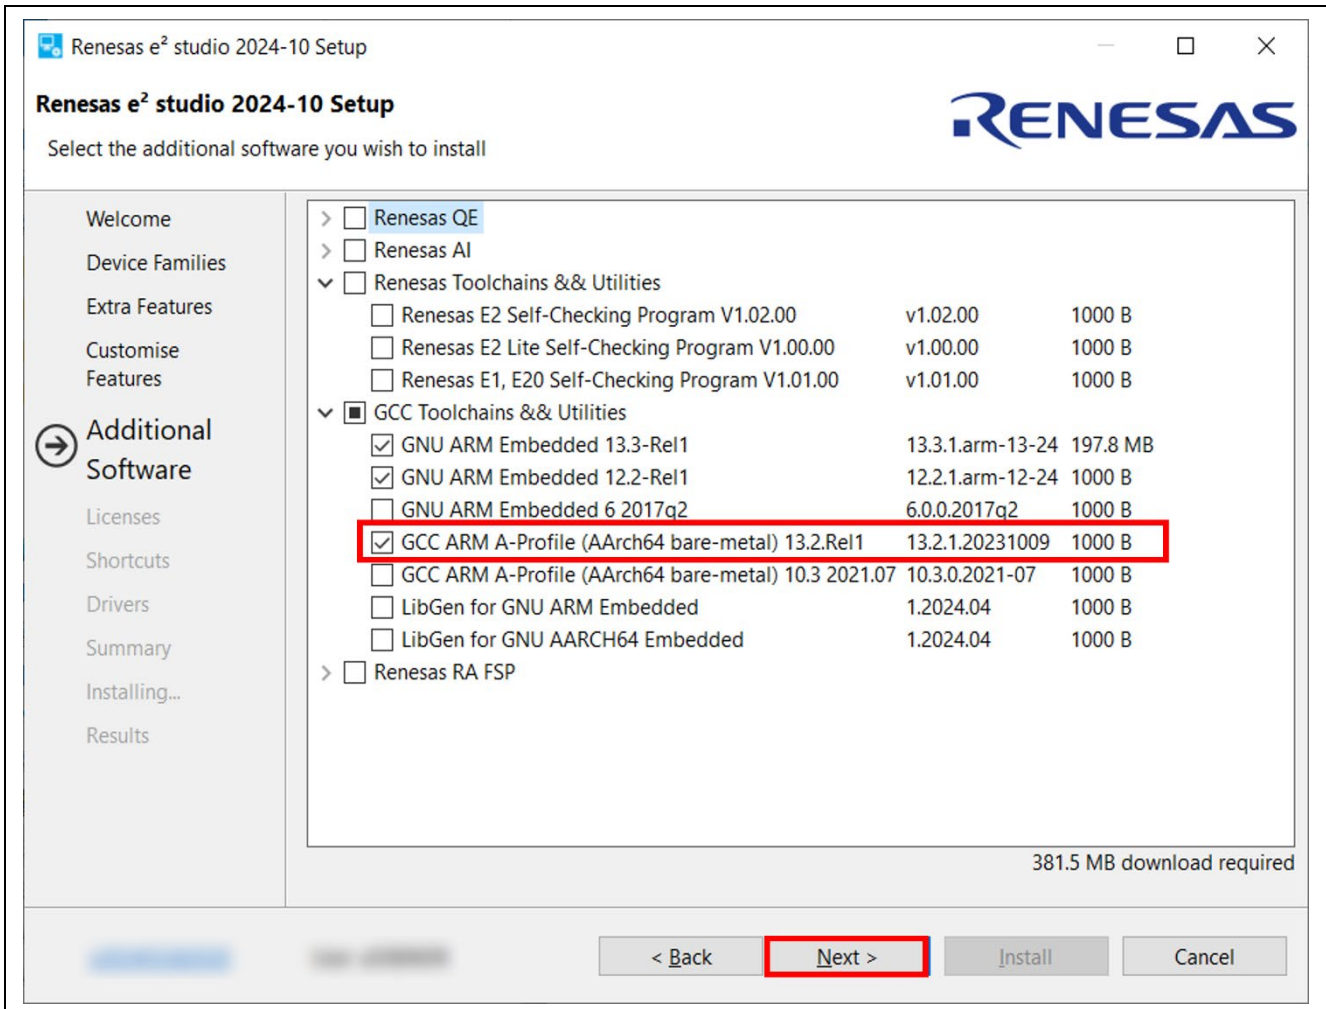 Renesas e² studio 2024-10 Setup
Renesas e² studio 2024-10 Setup
RENESAS
Select the additional software you wish to install
Welcome
Device Families
Extra Features
Customise
Features
Additional
Software
Licenses
Shortcuts
Drivers
Summary
Installing...
Results
Renesas QE
Renesas AI
Renesas Toolchains && Utilities
Renesas E2 Self-Checking Program V1.02.00 v1.02.00 1000 B
Renesas E2 Lite Self-Checking Program V1.00.00 v1.00.00 1000 B
Renesas E1, E20 Self-Checking Program V1.01.00 v1.01.00 1000 B
GCC Toolchains && Utilities
GNU ARM Embedded 13.3-Rel1 13.3.1.arm-13-24 197.8 MB
GNU ARM Embedded 12.2-Rel1 12.2.1.arm-12-24 1000 B
GNU ARM Embedded 6 2017q2 6.0.0.2017q2 1000 B
GCC ARM A-Profile (AArch64 bare-metal) 13.2.Rel1 13.2.1.20231009 1000 B
GCC ARM A-Profile (AArch64 bare-metal) 10.3 2021.07 10.3.0.2021-07 1000 B
LibGen for GNU ARM Embedded 1.2024.04 1000 B
LibGen for GNU AARCH64 Embedded 1.2024.04 1000 B
Renesas RA FSP
381.5 MB download required
< Back Next > Install Cancel